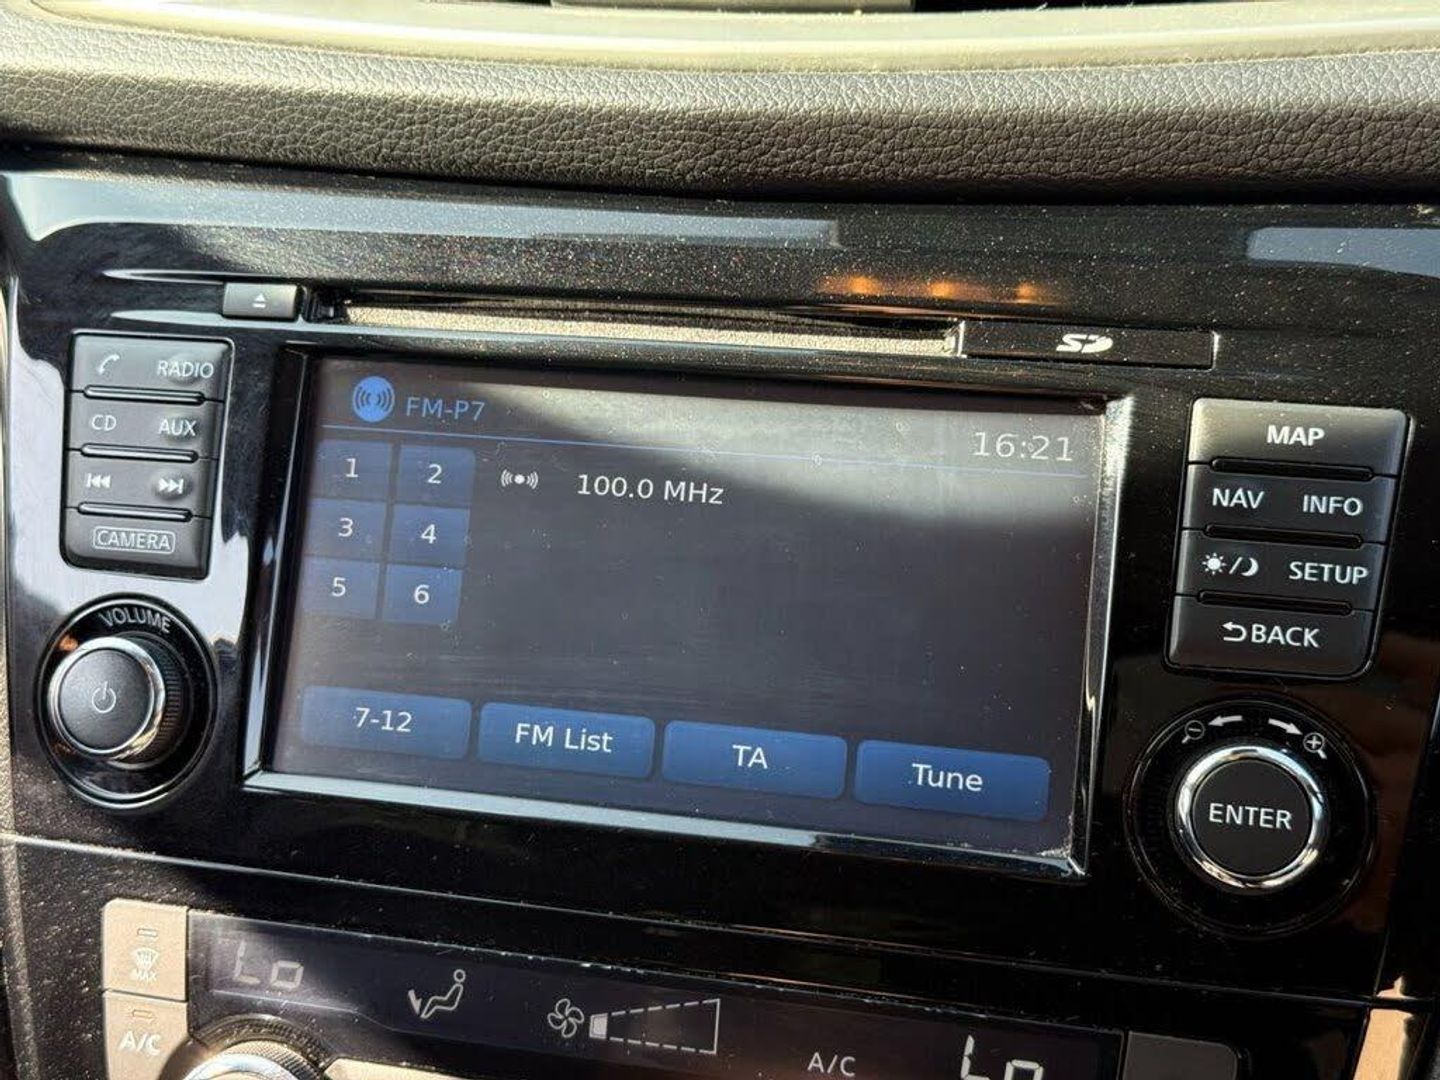 RADIO
CD AUX
CAMERA
VOLUME
SD
FM-P7 16:21
1 2
100.0 MHz
3 4
5 6
7-12 FM List TA Tune
MAP
NAV INFO
SETUP
BACK
ENTER
MAX
Lo
A/C
A/C
Lo